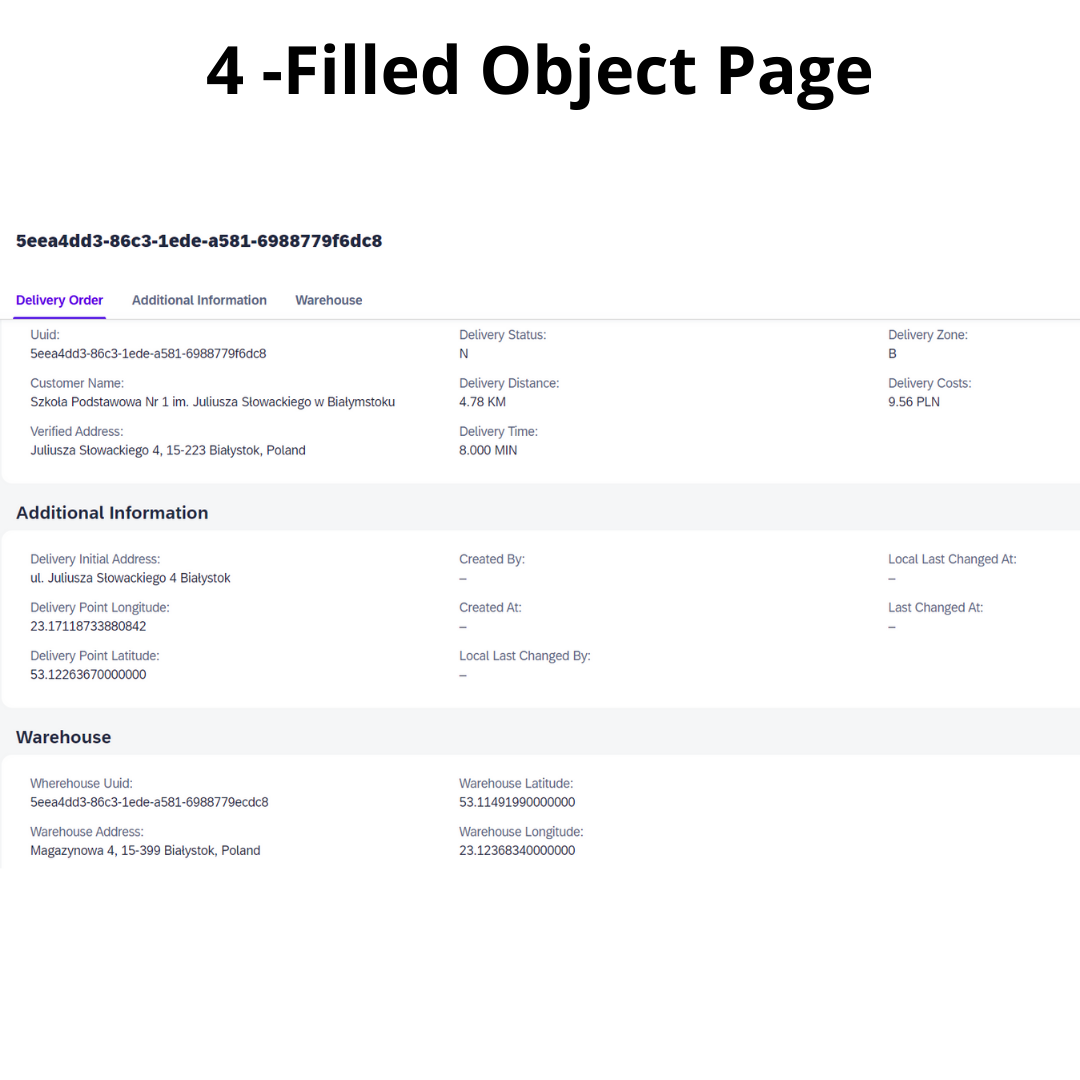 4 -Filled Object Page
5eea4dd3-86c3-1ede-a581-6988779f6dc8
Delivery Order Additional Information Warehouse
Uuid:
5eea4dd3-86c3-1ede-a581-6988779f6dc8
Customer Name:
Szkoła Podstawowa Nr 1 im. Juliusza Słowackiego w Białymstoku
Verified Address:
Juliusza Słowackiego 4, 15-223 Białystok, Poland
Delivery Status:
N
Delivery Distance:
4.78 KM
Delivery Time:
8.000 MIN
Delivery Zone:
B
Delivery Costs:
9.56 PLN
Additional Information
Delivery Initial Address:
ul. Juliusza Słowackiego 4 Białystok
Delivery Point Longitude:
23.17118733880842
Delivery Point Latitude:
53.12263670000000
Created By:
–
Created At:
–
Local Last Changed By:
–
Local Last Changed At:
–
Last Changed At:
–
Warehouse
Wherehouse Uuid:
5eea4dd3-86c3-1ede-a581-6988779ecdc8
Warehouse Address:
Magazynowa 4, 15-399 Białystok, Poland
Warehouse Latitude:
53.11491990000000
Warehouse Longitude:
23.12368340000000